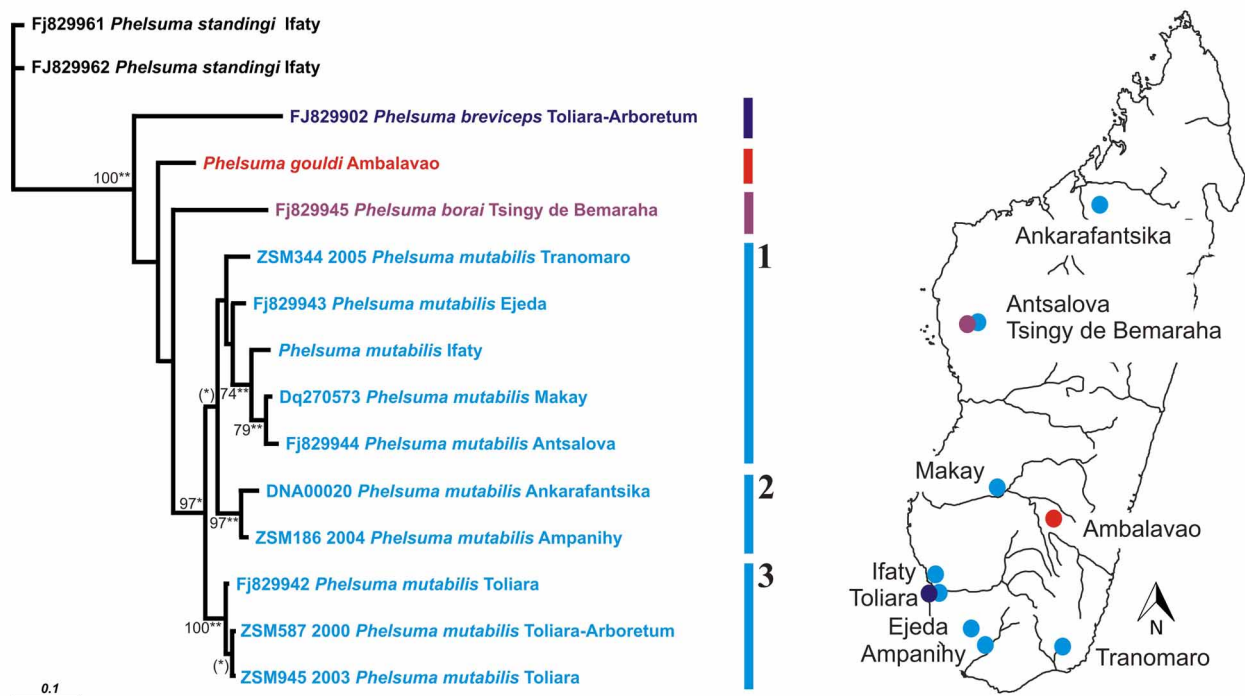 Fj829961 Phelsuma standingi Ifaty
FJ829962 Phelsuma standingi Ifaty
FJ829902 Phelsuma breviceps Toliara-Arboretum
Phelsuma gouldi Ambalavao
100**
Fj829945 Phelsuma borai Tsingy de Bemaraha
ZSM344 2005 Phelsuma mutabilis Tranomaro
1
Fj829943 Phelsuma mutabilis Ejeda
Phelsuma mutabilis Ifaty
(*)
74**
Dq270573 Phelsuma mutabilis Makay
79**
Fj829944 Phelsuma mutabilis Antsalova
DNA00020 Phelsuma mutabilis Ankarafantsika
2
97*
97**
ZSM186 2004 Phelsuma mutabilis Ampanihy
Fj829942 Phelsuma mutabilis Toliara
3
100**
ZSM587 2000 Phelsuma mutabilis Toliara-Arboretum
(*)
ZSM945 2003 Phelsuma mutabilis Toliara
0.1
Ankarafantsika
Antsalova
Tsingy de Bemaraha
Makay
Ambalavao
Ifaty
Toliara
Ejeda
Ampanihy
Tranomaro
N